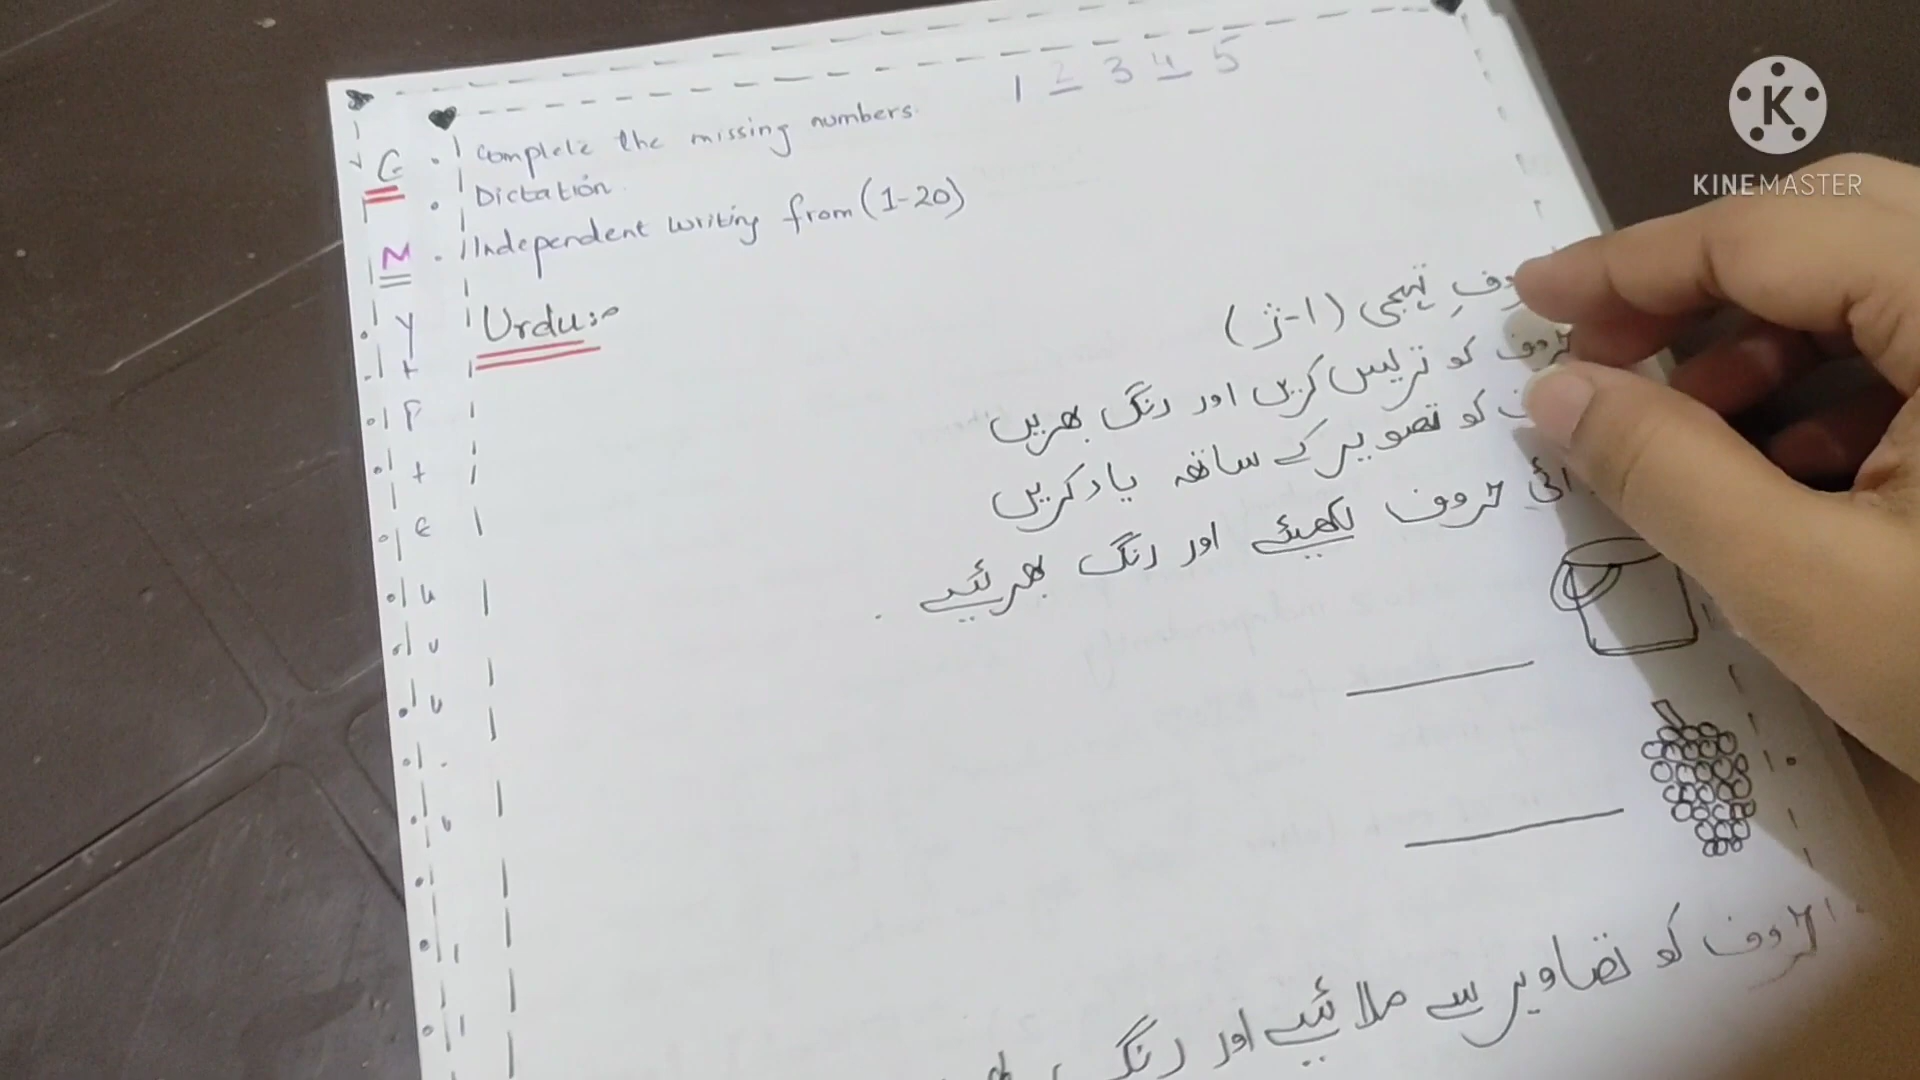 1 2 3 4 5
Complete the missing numbers.
Dictation.
Independent writing from (1-20)
Urdu:-
تہجی (ا-ژ)
حروف کو ٹریس کریں اور رنگ بھریں
کو تصویر کے ساتھ یاد کریں
حروف لکھیئے اور رنگ بھریئے
حروف کو تصاویر سے ملائیے اور رنگ
KINEMASTER